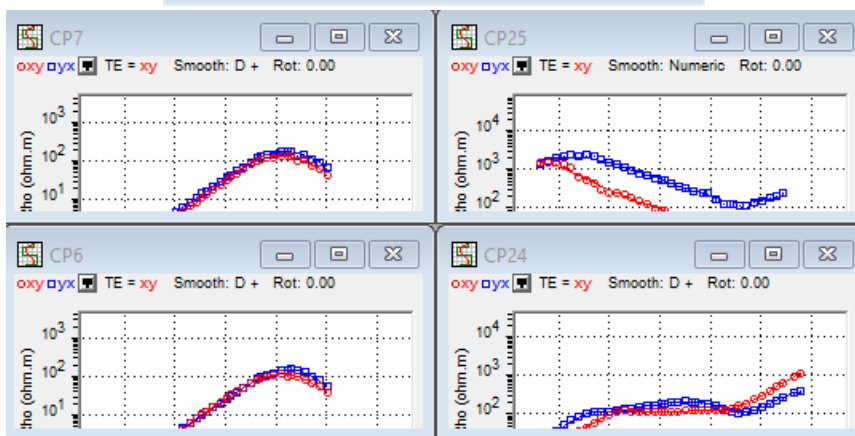 CP7
oxy □yx TE = xy Smooth: D + Rot: 0.00
10³
10²
10¹
rho (ohm.m)
CP25
oxy □yx TE = xy Smooth: Numeric Rot: 0.00
10⁴
10³
10²
rho (ohm.m)
CP6
oxy □yx TE = xy Smooth: D + Rot: 0.00
10³
10²
10¹
rho (ohm.m)
CP24
oxy □yx TE = xy Smooth: D + Rot: 0.00
10⁴
10³
10²
rho (ohm.m)